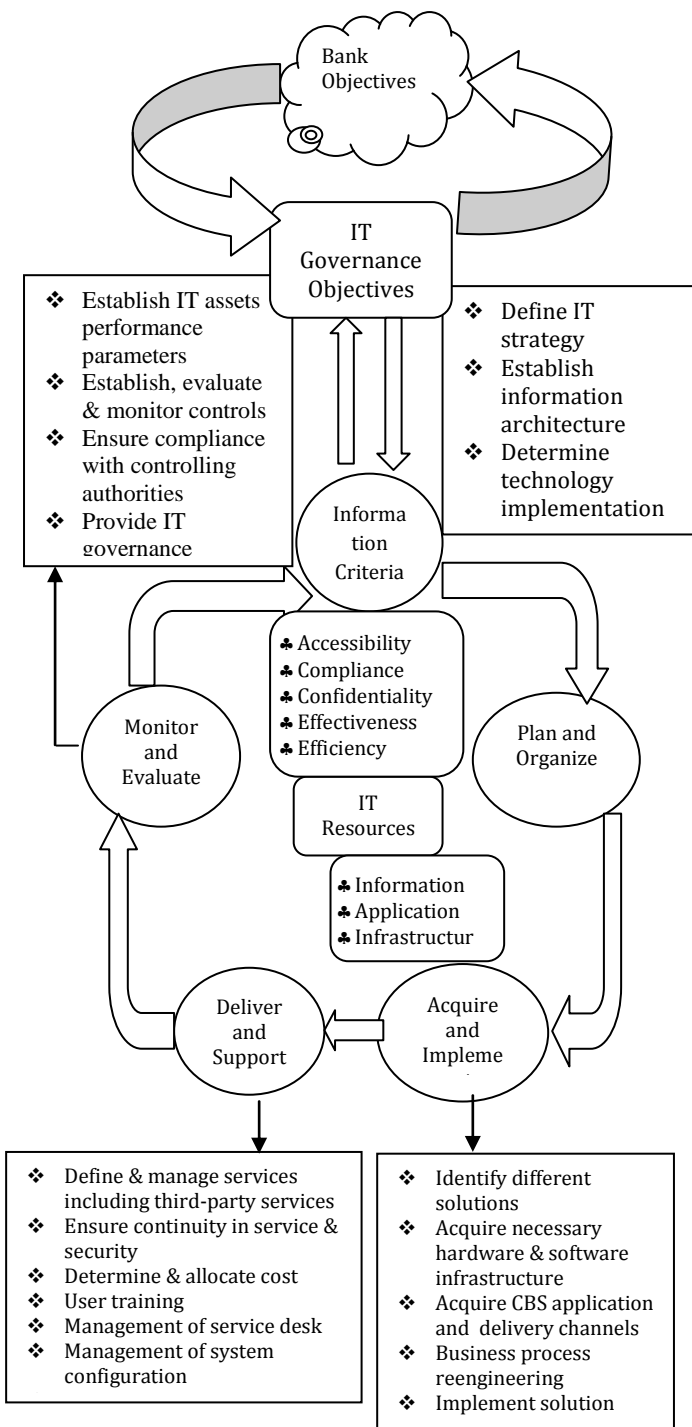 Bank
Objectives
IT
Governance
Objectives
❖ Establish IT assets
performance
parameters
❖ Establish, evaluate
& monitor controls
❖ Ensure compliance
with controlling
authorities
❖ Provide IT
governance
❖ Define IT
strategy
❖ Establish
information
architecture
❖ Determine
technology
implementation
Informa
tion
Criteria
♣ Accessibility
♣ Compliance
♣ Confidentiality
♣ Effectiveness
♣ Efficiency
Monitor
and
Evaluate
Plan and
Organize
IT
Resources
♣ Information
♣ Application
♣ Infrastructur
Deliver
and
Support
Acquire
and
Impleme
❖ Define & manage services
including third-party services
❖ Ensure continuity in service &
security
❖ Determine & allocate cost
❖ User training
❖ Management of service desk
❖ Management of system
configuration
❖ Identify different
solutions
❖ Acquire necessary
hardware & software
infrastructure
❖ Acquire CBS application
and delivery channels
❖ Business process
reengineering
❖ Implement solution